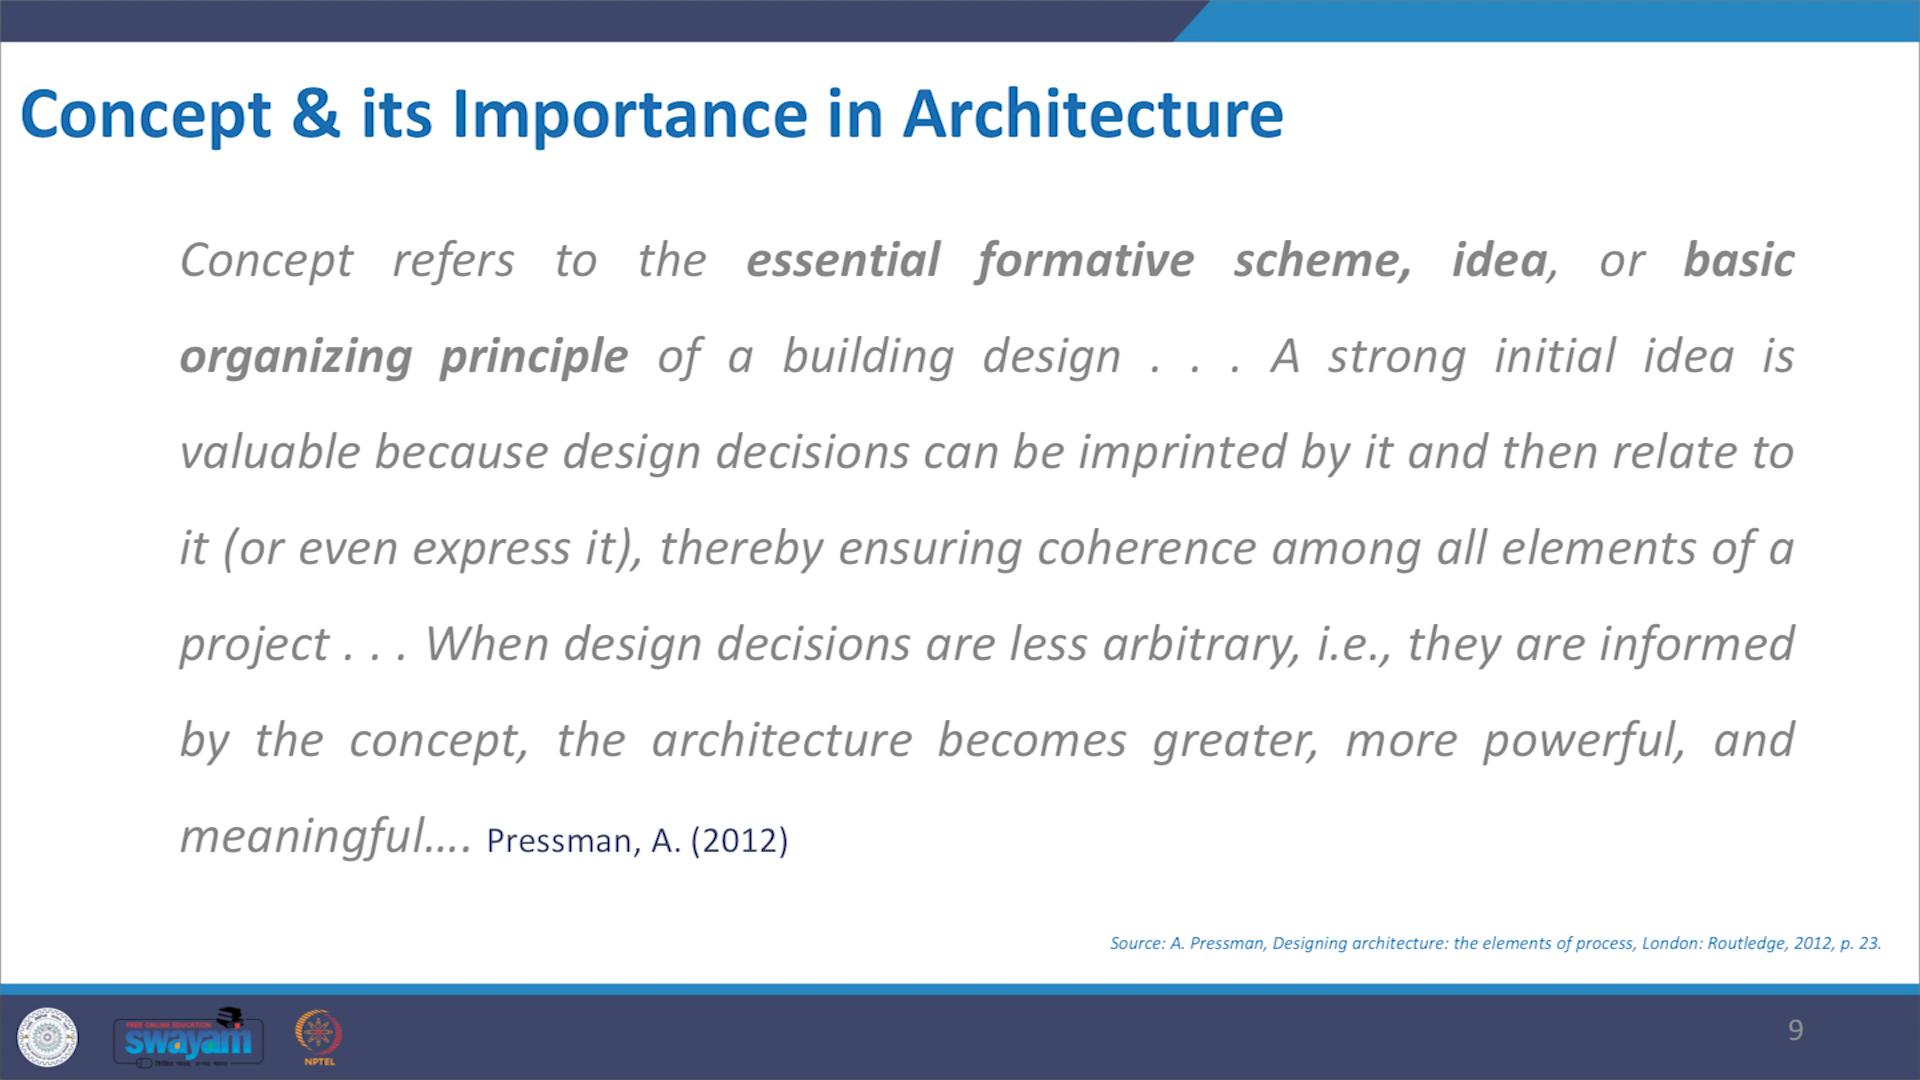 Concept & its Importance in Architecture
Concept refers to the essential formative scheme, idea, or basic
organizing principle of a building design . . . A strong initial idea is
valuable because design decisions can be imprinted by it and then relate to
it (or even express it), thereby ensuring coherence among all elements of a
project . . . When design decisions are less arbitrary, i.e., they are informed
by the concept, the architecture becomes greater, more powerful, and
meaningful.... Pressman, A. (2012)
Source: A. Pressman, Designing architecture: the elements of process, London: Routledge, 2012, p. 23.
FREE ONLINE EDUCATION
swayam
NPTEL
9